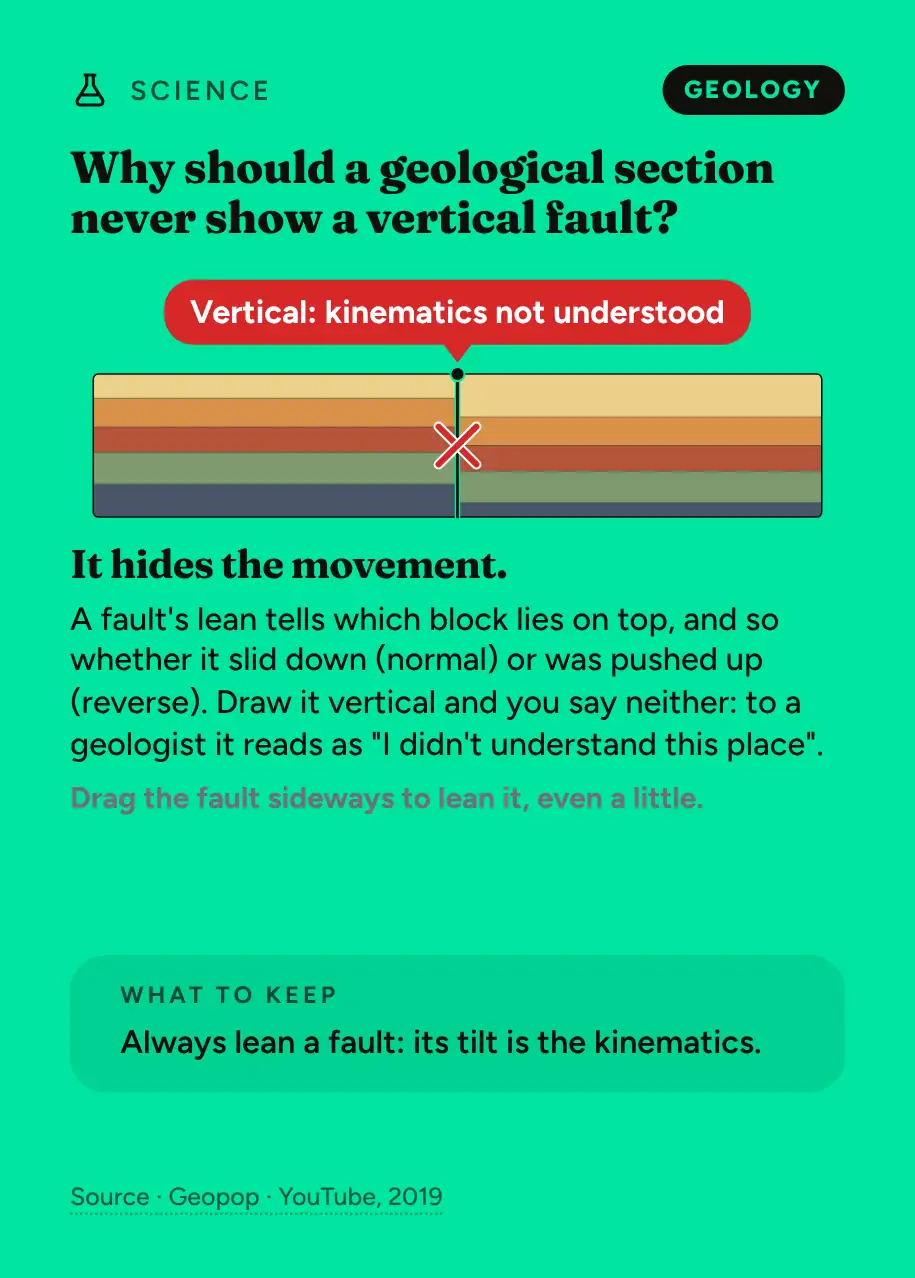 SCIENCE
GEOLOGY
Why should a geological section
never show a vertical fault?
Vertical: kinematics not understood
It hides the movement.
A fault's lean tells which block lies on top, and so
whether it slid down (normal) or was pushed up
(reverse). Draw it vertical and you say neither: to a
geologist it reads as "I didn't understand this place".
Drag the fault sideways to lean it, even a little.
WHAT TO KEEP
Always lean a fault: its tilt is the kinematics.
Source · Geopop · YouTube, 2019